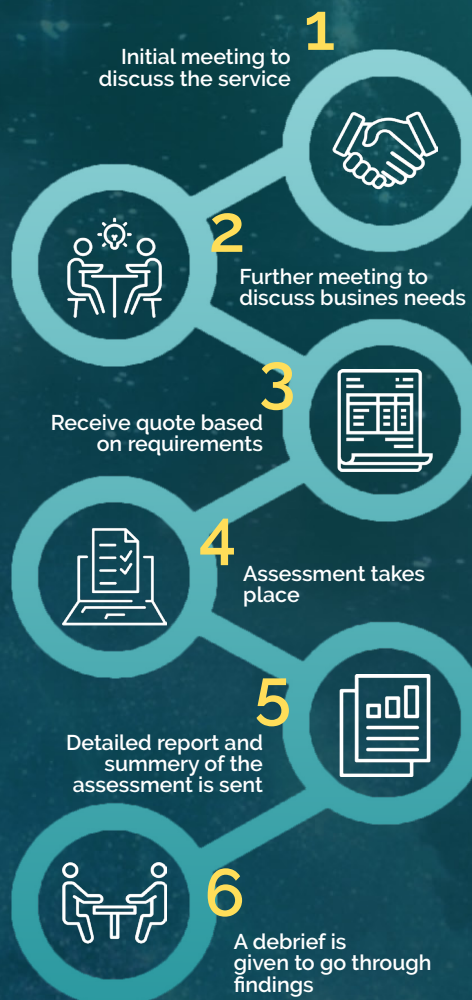 1
Initial meeting to
discuss the service
2
Further meeting to
discuss busines needs
3
Receive quote based
on requirements
4
Assessment takes
place
5
Detailed report and
summery of the
assessment is sent
6
A debrief is
given to go through
findings